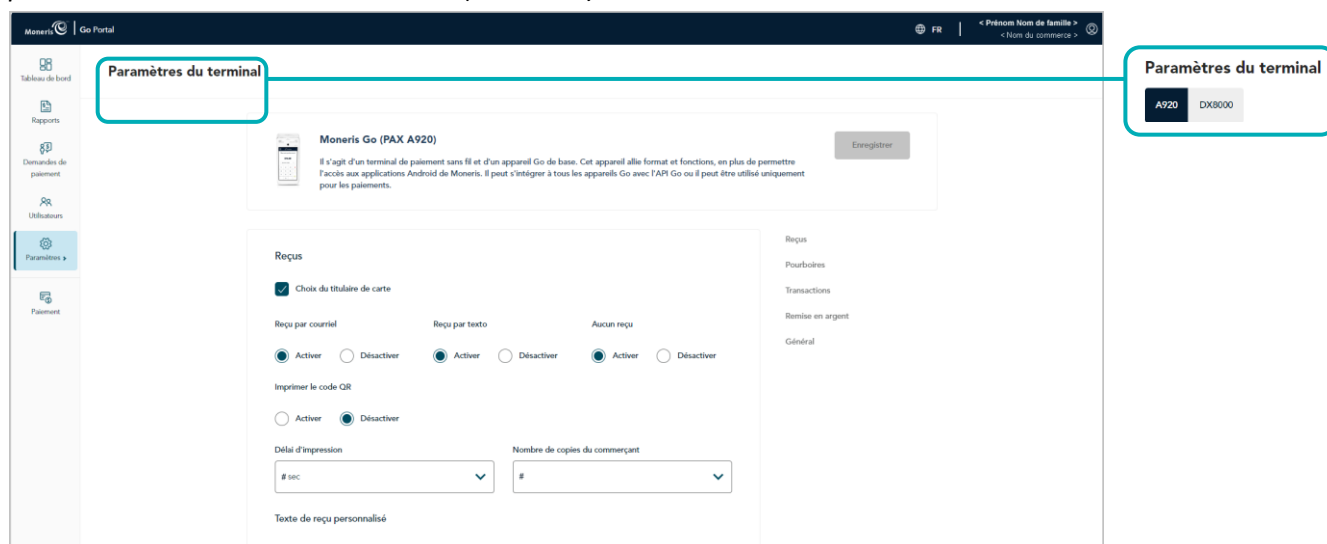 Moneris Go Portal
FR
< Prénom Nom de famille >
< Nom du commerce >
Tableau de bord
Rapports
Demandes de
paiement
Utilisateurs
Paramètres
Paiement
Paramètres du terminal
Paramètres du terminal
A920 DX8000
Moneris Go (PAX A920)
Enregistrer
Il s'agit d'un terminal de paiement sans fil et d'un appareil Go de base. Cet appareil allie format et fonctions, en plus de permettre
l'accès aux applications Android de Moneris. Il peut s'intégrer à tous les appareils Go avec l'API Go ou il peut être utilisé uniquement
pour les paiements.
Reçus
Choix du titulaire de carte
Reçu par courriel Reçu par texto Aucun reçu
Activer Désactiver Activer Désactiver Activer Désactiver
Imprimer le code QR
Activer Désactiver
Délai d'impression Nombre de copies du commerçant
# sec #
Texte de reçu personnalisé
Reçus
Pourboires
Transactions
Remise en argent
Général